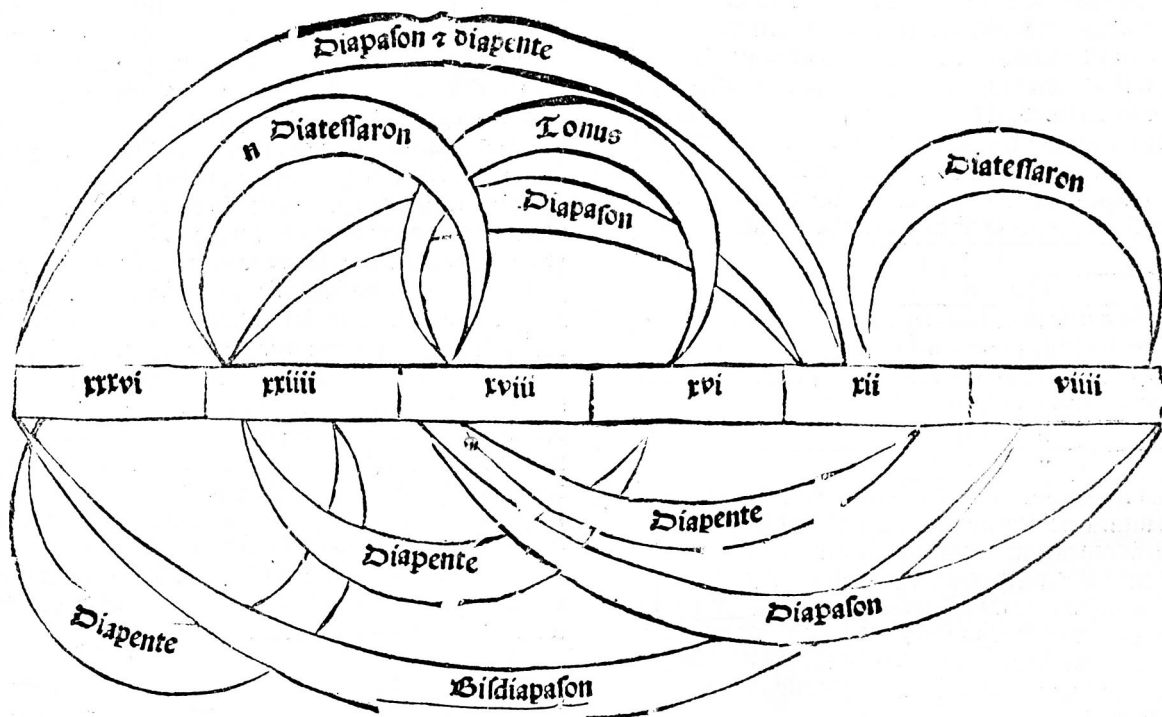 Diapaſon ⁊ diapente
n Diateſſaron
Tonus
Diateſſaron
Diapaſon
xxxvi xxiiii xviii xvi xii viiii
Diapente
Diapente
Diapaſon
Diapente
Biſdiapaſon